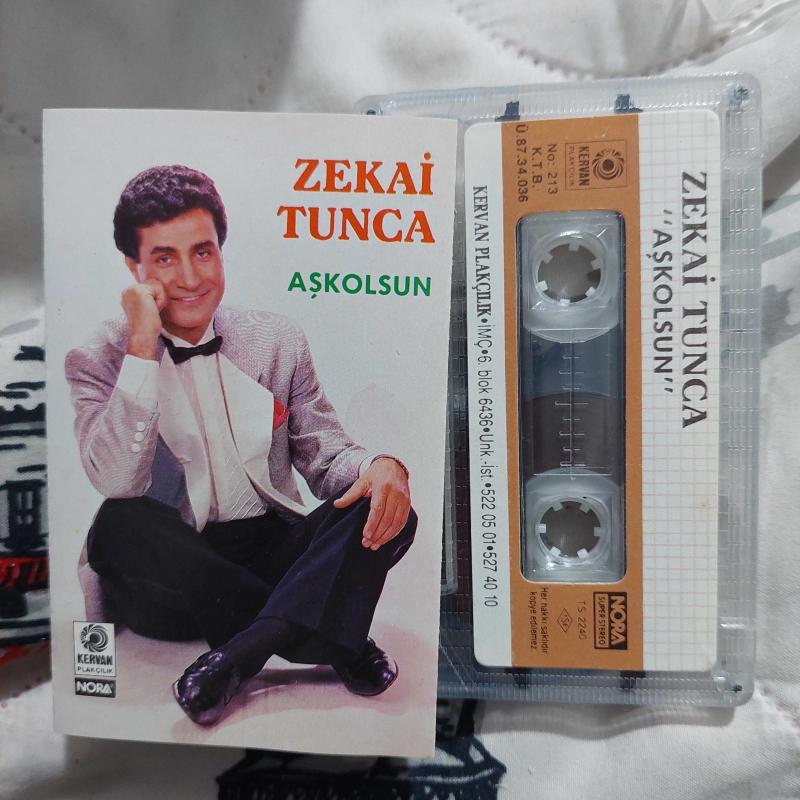 ZEKAİ
TUNCA
AŞKOLSUN
KERVAN
PLAKÇILIK
NORA
ZEKAİ TUNCA
"AŞKOLSUN"
KERVAN
PLAKÇILIK
No: 213
K.T.B.
Ü.87.34.036
NORA
SUPER STEREO
TS 2240
TSE
Her hakkı saklıdır
kopye edilemez.
KERVAN PLAKÇILIK•İMÇ•6. blok 6436•Unk.-İst.•522 05 01•527 40 10